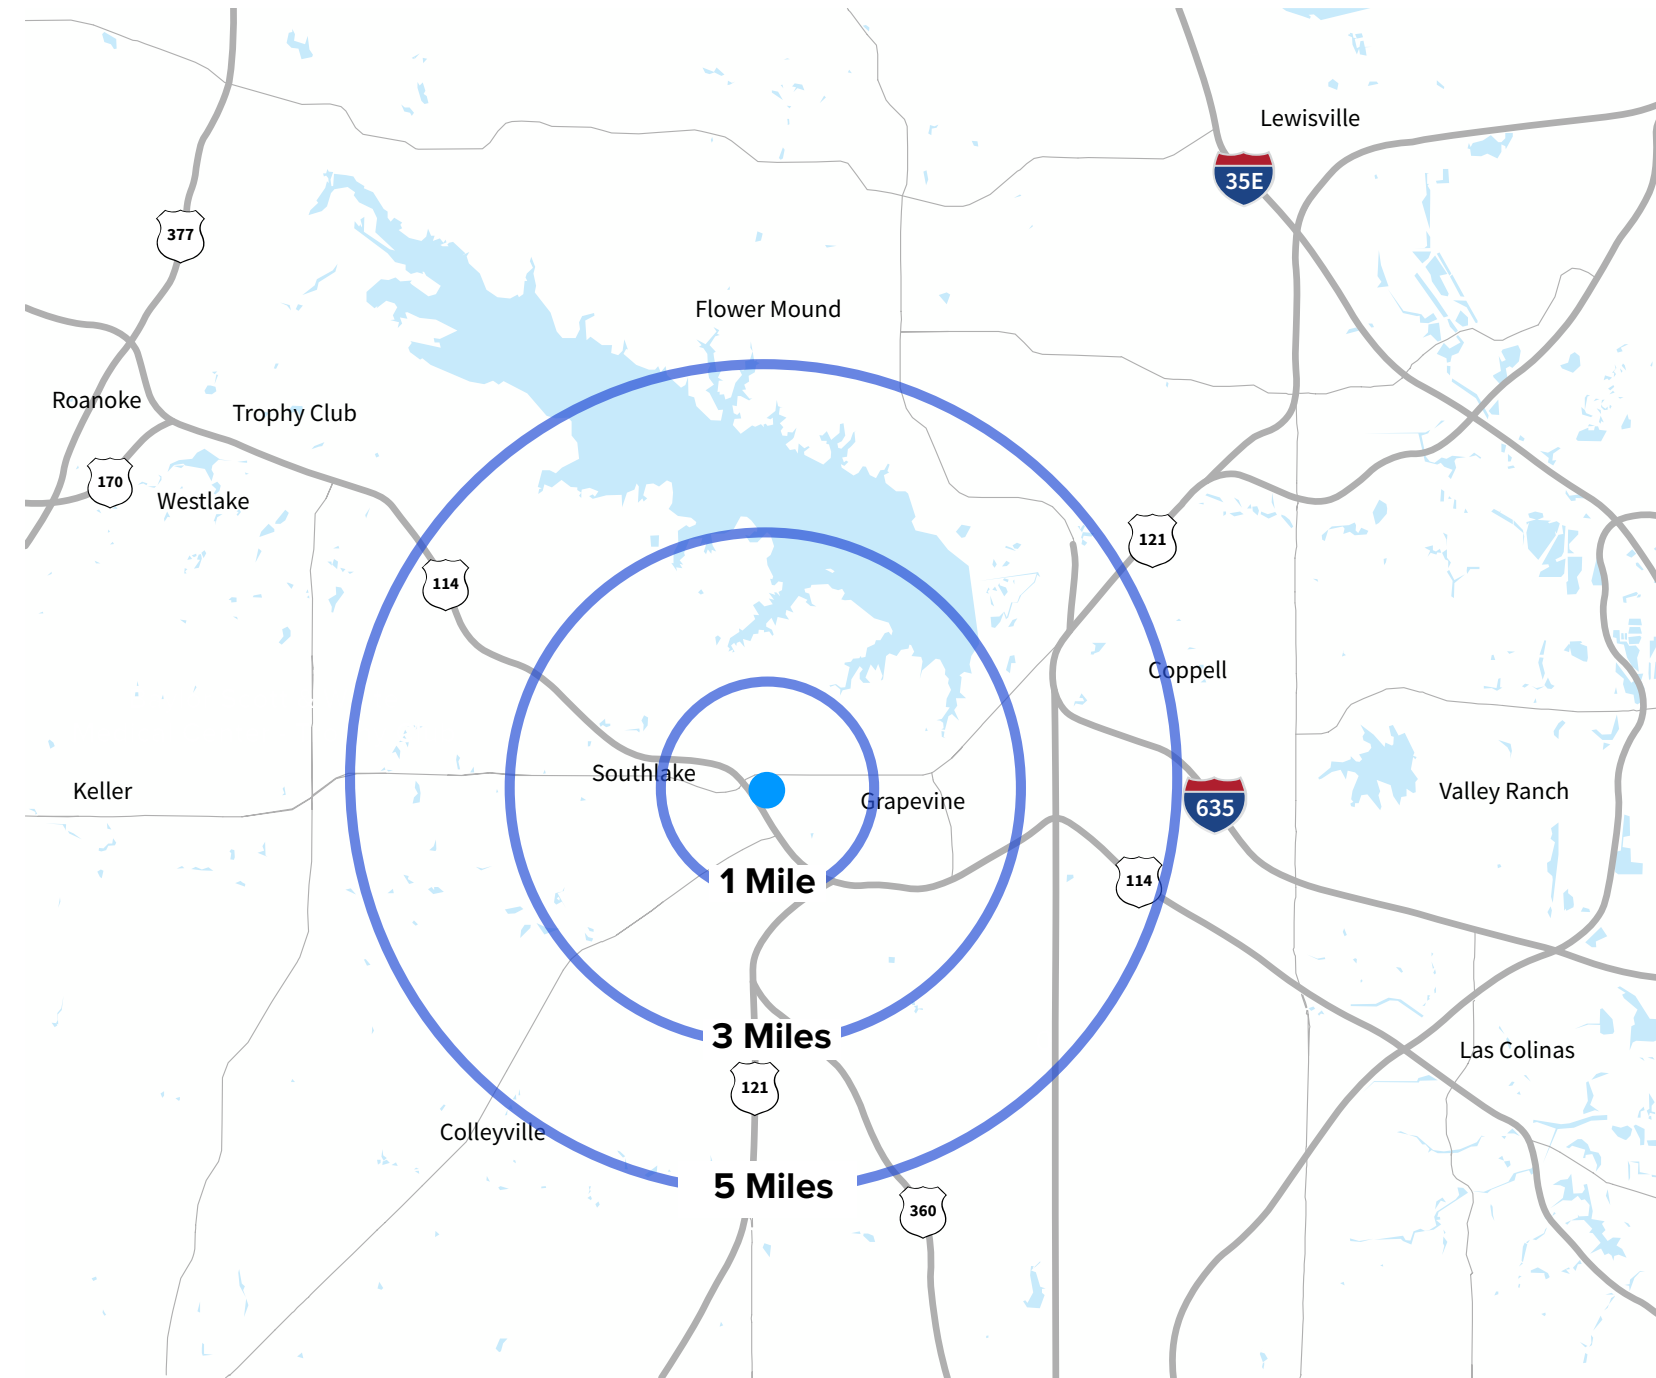 Lewisville
35E
377
Flower Mound
Roanoke
Trophy Club
170
Westlake
121
114
Coppell
Southlake
Keller
Grapevine
635
Valley Ranch
1 Mile
114
3 Miles
Las Colinas
121
Colleyville
5 Miles
360